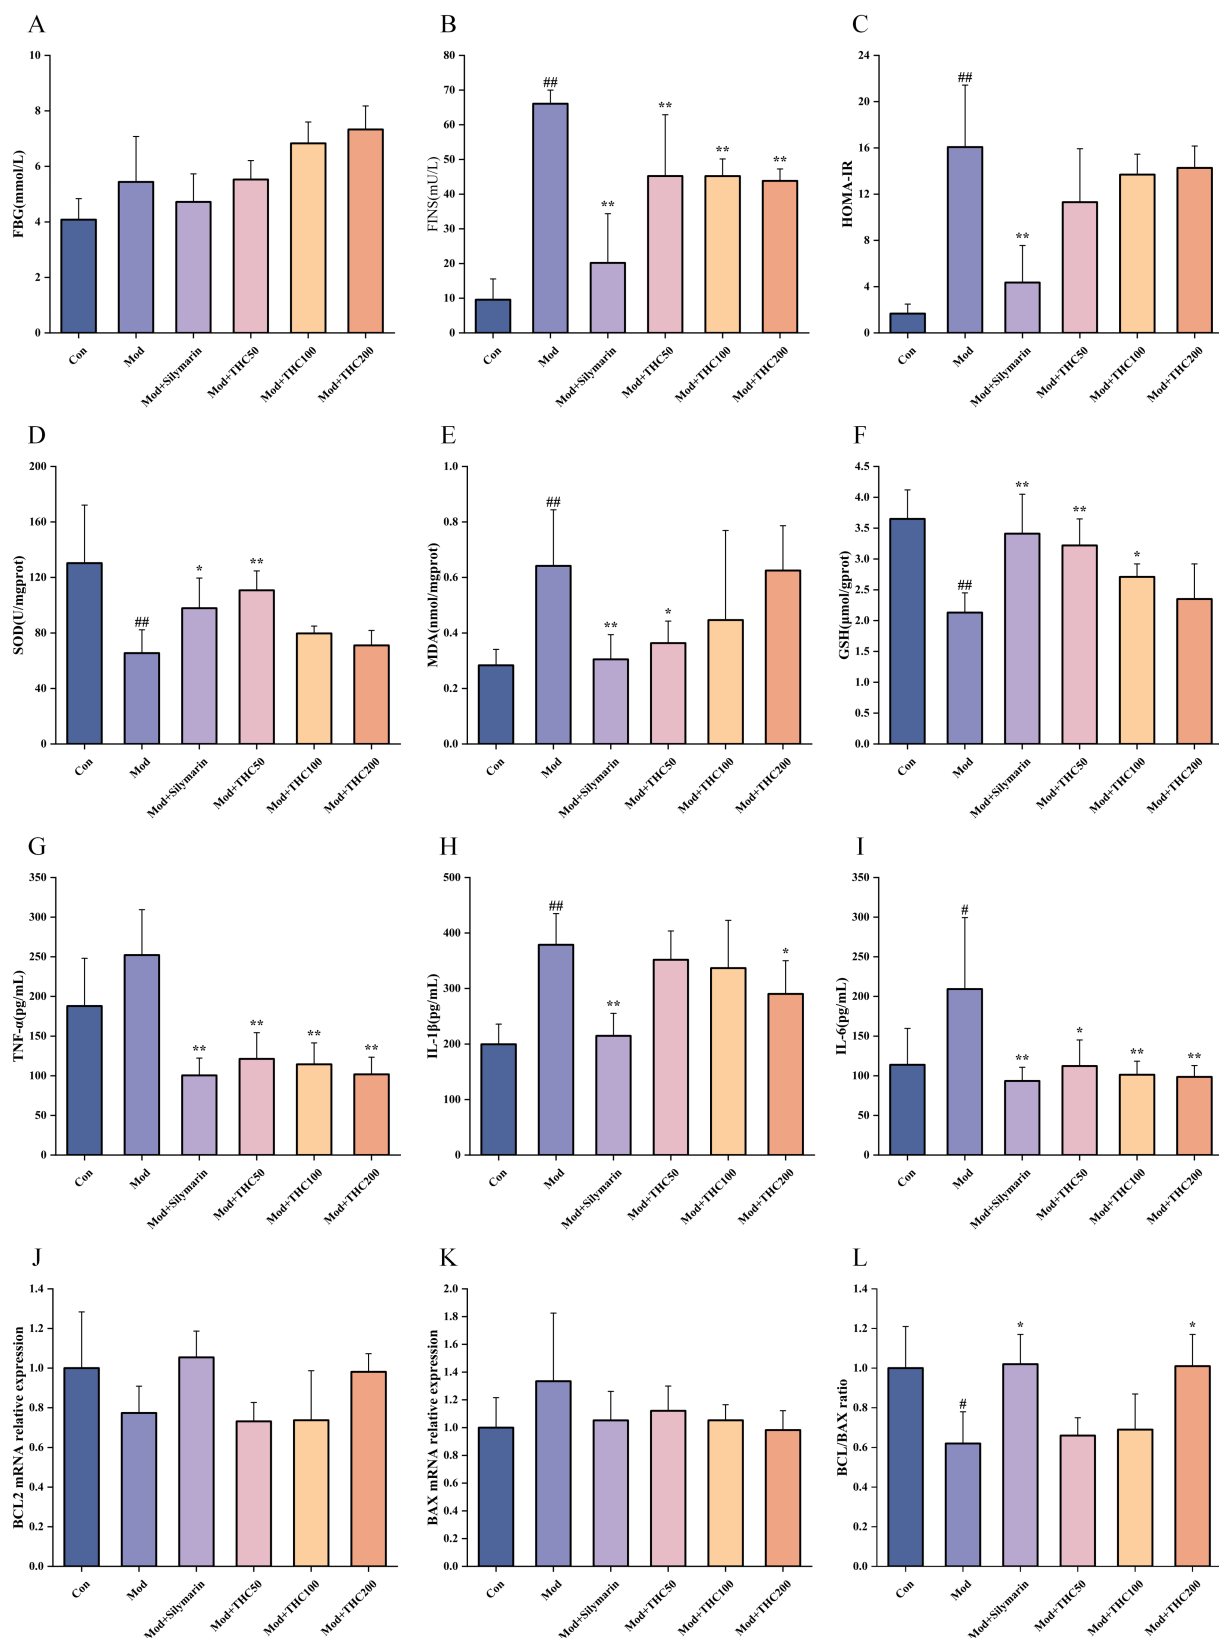 A
FBG(mmol/L)
10
8
6
4
2
0
Con
Mod
Mod+Silymarin
Mod+THC50
Mod+THC100
Mod+THC200
B
FINS(mU/L)
80
70
60
50
40
30
20
10
0
##
**
**
**
**
Con
Mod
Mod+Silymarin
Mod+THC50
Mod+THC100
Mod+THC200
C
HOMA-IR
24
20
16
12
8
4
0
##
**
Con
Mod
Mod+Silymarin
Mod+THC50
Mod+THC100
Mod+THC200
D
SOD(U/mgprot)
200
160
120
80
40
0
##
*
**
Con
Mod
Mod+Silymarin
Mod+THC50
Mod+THC100
Mod+THC200
E
MDA(nmol/mgprot)
1.0
0.8
0.6
0.4
0.2
0.0
##
**
*
Con
Mod
Mod+Silymarin
Mod+THC50
Mod+THC100
Mod+THC200
F
GSH(μmol/gprot)
4.5
4.0
3.5
3.0
2.5
2.0
1.5
1.0
0.5
0.0
##
**
**
*
Con
Mod
Mod+Silymarin
Mod+THC50
Mod+THC100
Mod+THC200
G
TNF-α(pg/mL)
350
300
250
200
150
100
50
0
**
**
**
**
Con
Mod
Mod+Silymarin
Mod+THC50
Mod+THC100
Mod+THC200
H
IL-1β(pg/mL)
500
400
300
200
100
0
##
**
*
Con
Mod
Mod+Silymarin
Mod+THC50
Mod+THC100
Mod+THC200
I
IL-6(pg/mL)
350
300
250
200
150
100
50
0
#
**
*
**
**
Con
Mod
Mod+Silymarin
Mod+THC50
Mod+THC100
Mod+THC200
J
BCL2 mRNA relative expression
1.4
1.2
1.0
0.8
0.6
0.4
0.2
0.0
Con
Mod
Mod+Silymarin
Mod+THC50
Mod+THC100
Mod+THC200
K
BAX mRNA relative expression
2.0
1.8
1.6
1.4
1.2
1.0
0.8
0.6
0.4
0.2
0.0
Con
Mod
Mod+Silymarin
Mod+THC50
Mod+THC100
Mod+THC200
L
BCL/BAX ratio
1.4
1.2
1.0
0.8
0.6
0.4
0.2
0.0
#
*
*
Con
Mod
Mod+Silymarin
Mod+THC50
Mod+THC100
Mod+THC200